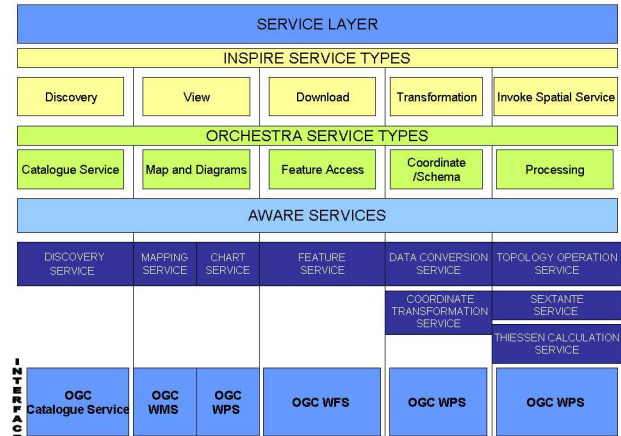 SERVICE LAYER
INSPIRE SERVICE TYPES
Discovery
View
Download
Transformation
Invoke Spatial Service
ORCHESTRA SERVICE TYPES
Catalogue Service
Map and Diagrams
Feature Access
Coordinate
/Schema
Processing
AWARE SERVICES
DISCOVERY
SERVICE
MAPPING
SERVICE
CHART
SERVICE
FEATURE
SERVICE
DATA CONVERSION
SERVICE
TOPOLOGY OPERATION
SERVICE
COORDINATE
TRANSFORMATION
SERVICE
SEXTANTE
SERVICE
THIESSEN CALCULATION
SERVICE
INTERFACE
OGC
Catalogue Service
OGC
WMS
OGC
WPS
OGC WFS
OGC WPS
OGC WPS